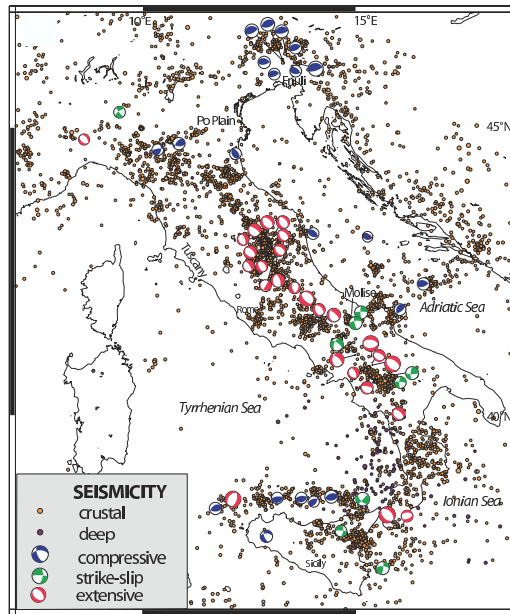 10°E
15°E
Friuli
Po Plain
45°N
Tuscany
Rome
Molise
Adriatic Sea
Tyrrhenian Sea
40°N
Ionian Sea
Sicily
SEISMICITY
crustal
deep
compressive
strike-slip
extensive